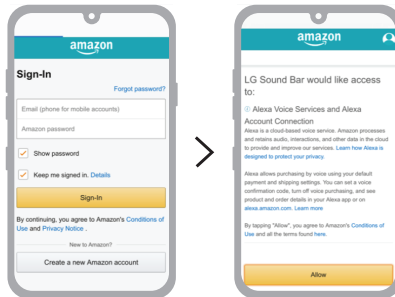 amazon
Sign-In
Forgot password?
Email (phone for mobile accounts)
Amazon password
Show password
Keep me signed in. Details
Sign-In
By continuing, you agree to Amazon's Conditions of
Use and Privacy Notice .
New to Amazon?
Create a new Amazon account
amazon
LG Sound Bar would like access
to:
Alexa Voice Services and Alexa
Account Connection
Alexa is a cloud-based voice service. Amazon processes
and retains audio, interactions, and other data in the cloud
to provide and improve our services. Learn how Alexa is
designed to protect your privacy.
Alexa allows purchasing by voice using your default
payment and shipping settings. You can set a voice
confirmation code, turn off voice purchasing, and see
product and order details in your Alexa app or on
alexa.amazon.com. Learn more
By tapping "Allow", you agree to Amazon's Conditions of
Use and all the terms found here.
Allow